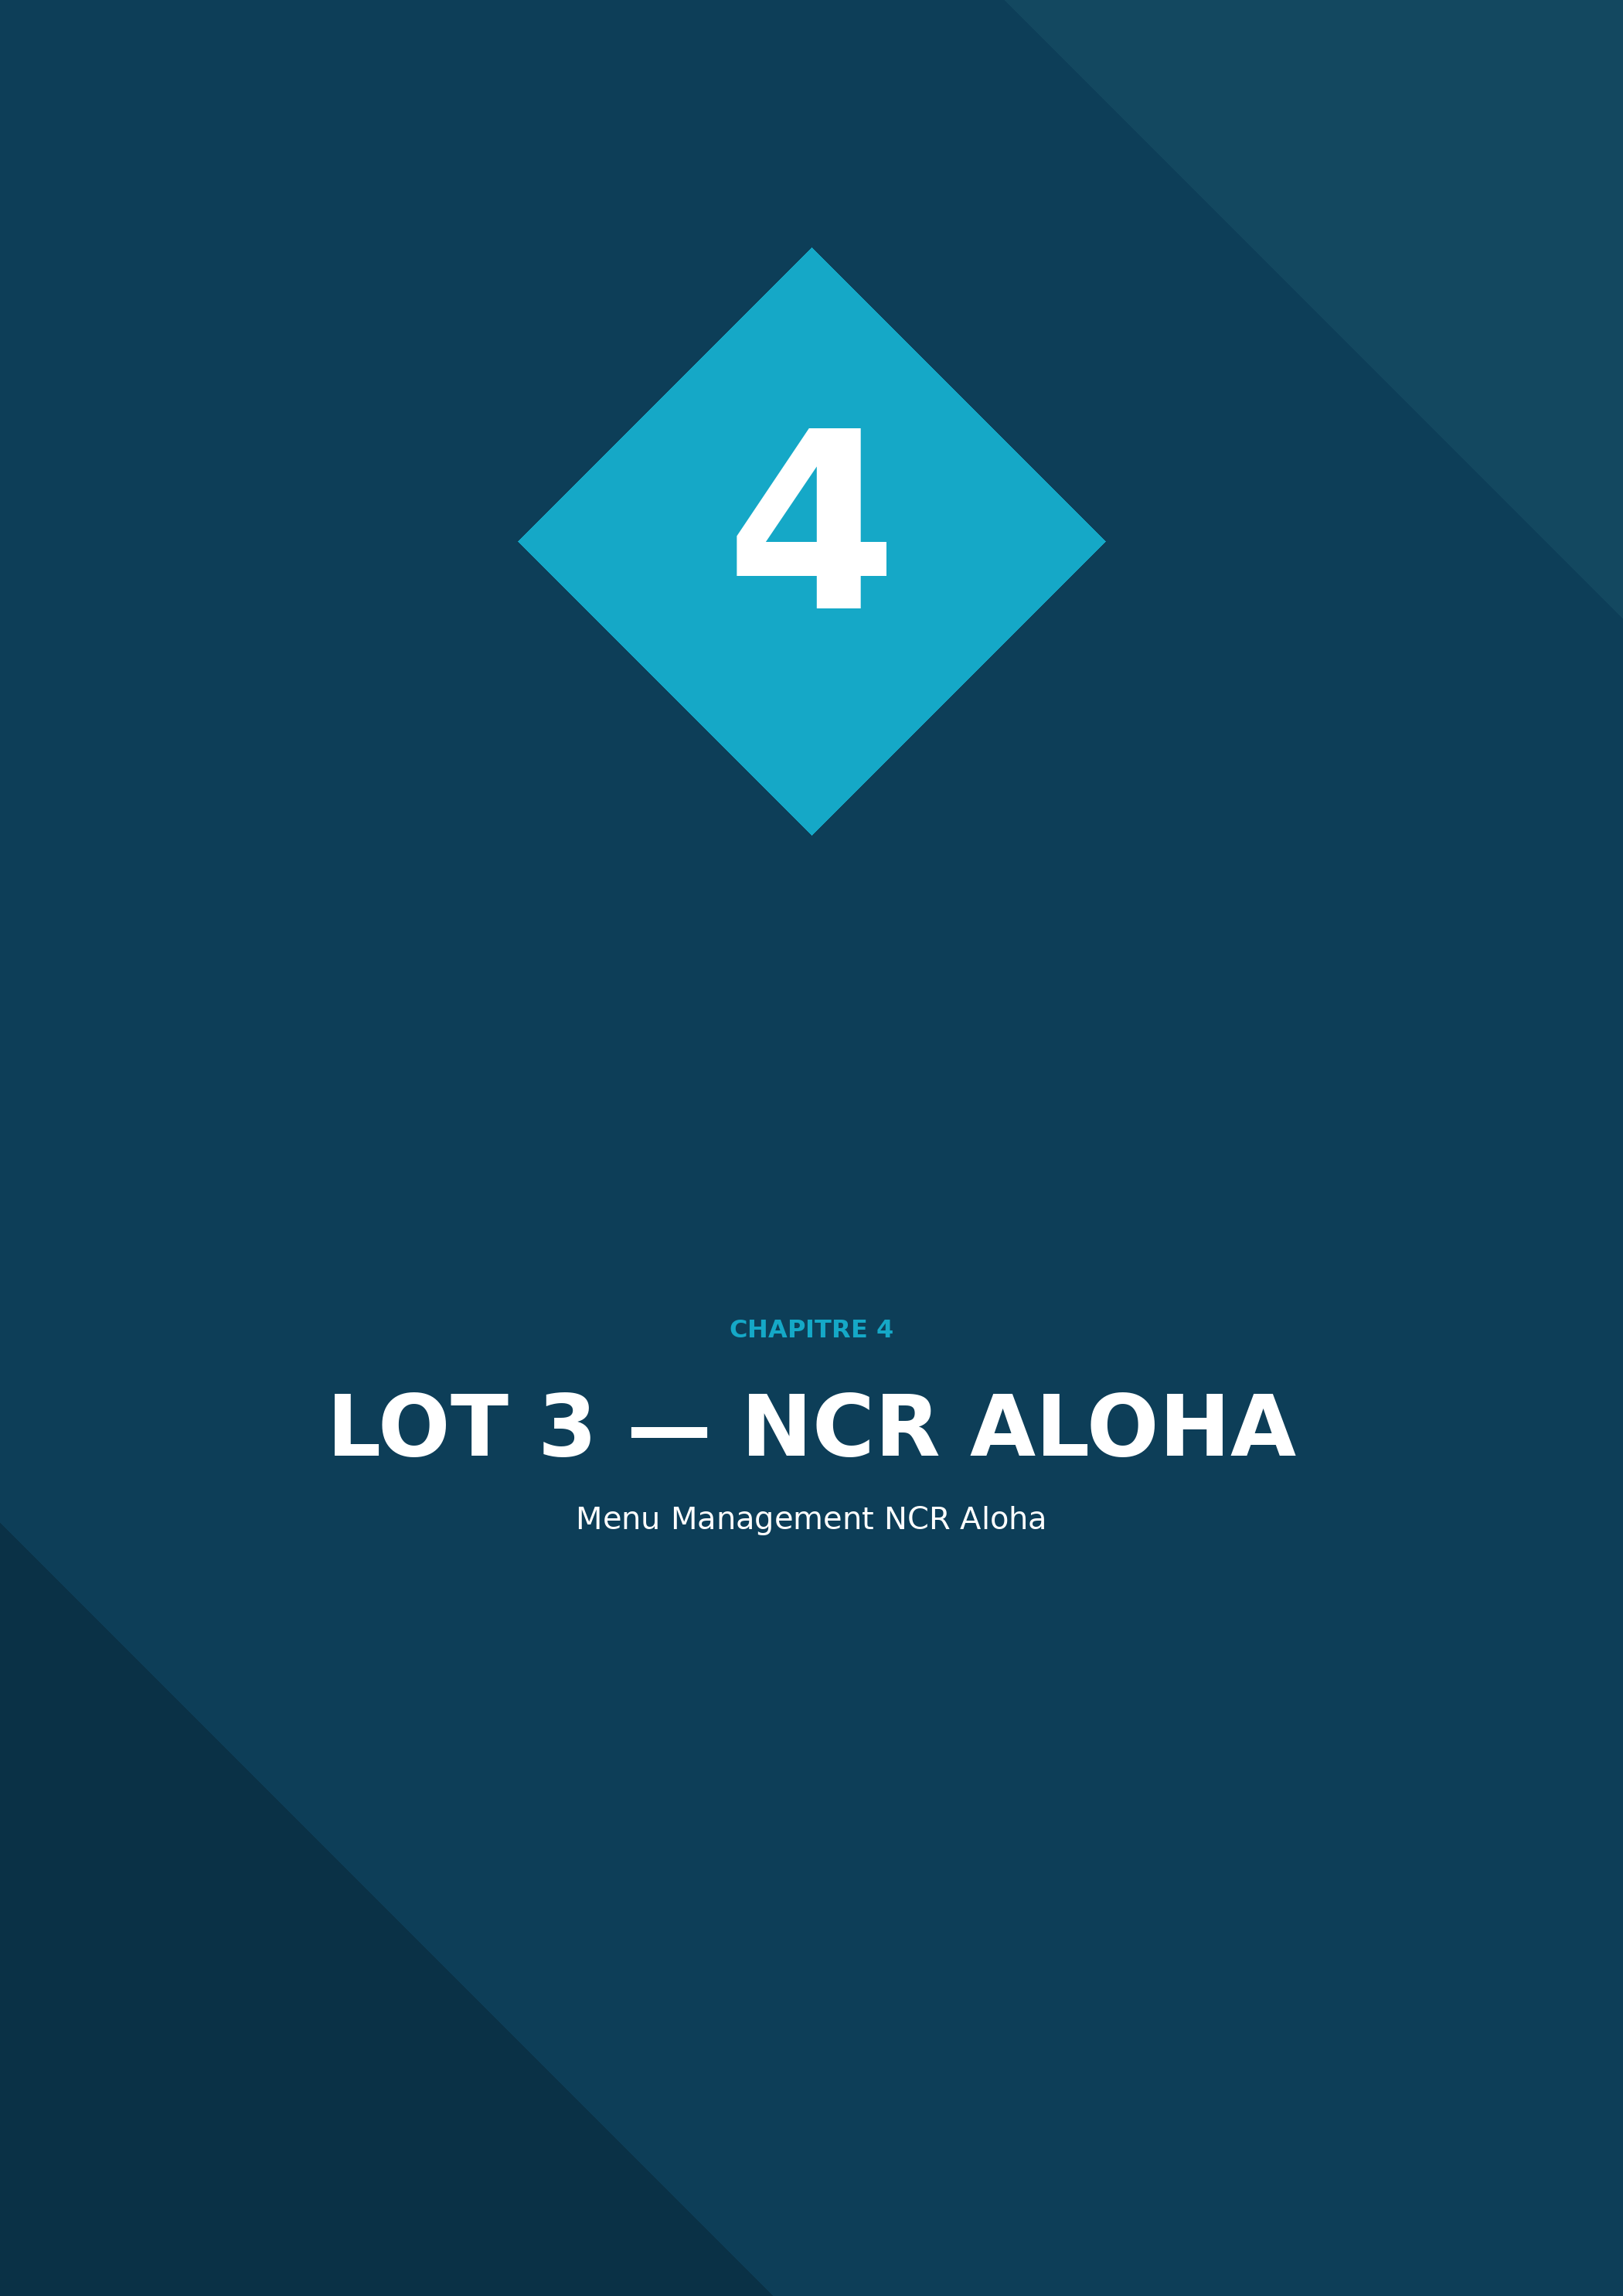 4
CHAPITRE 4
LOT 3 — NCR ALOHA
Menu Management NCR Aloha